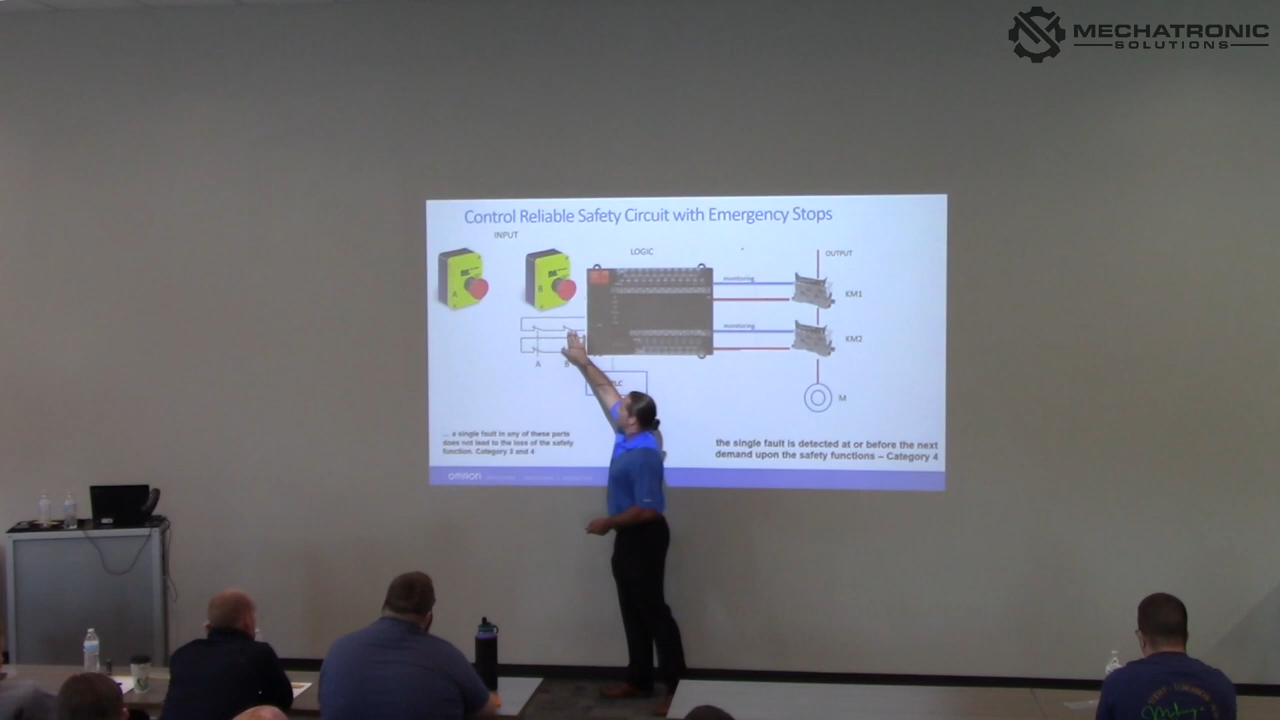 MECHATRONIC
SOLUTIONS
Control Reliable Safety Circuit with Emergency Stops
INPUT
LOGIC
OUTPUT
A
B
monitoring
KM1
monitoring
KM2
A
B
LC
M
... a single fault in any of these parts
does not lead to the loss of the safety
function. Category 3 and 4
the single fault is detected at or before the next
demand upon the safety functions – Category 4
OMRON